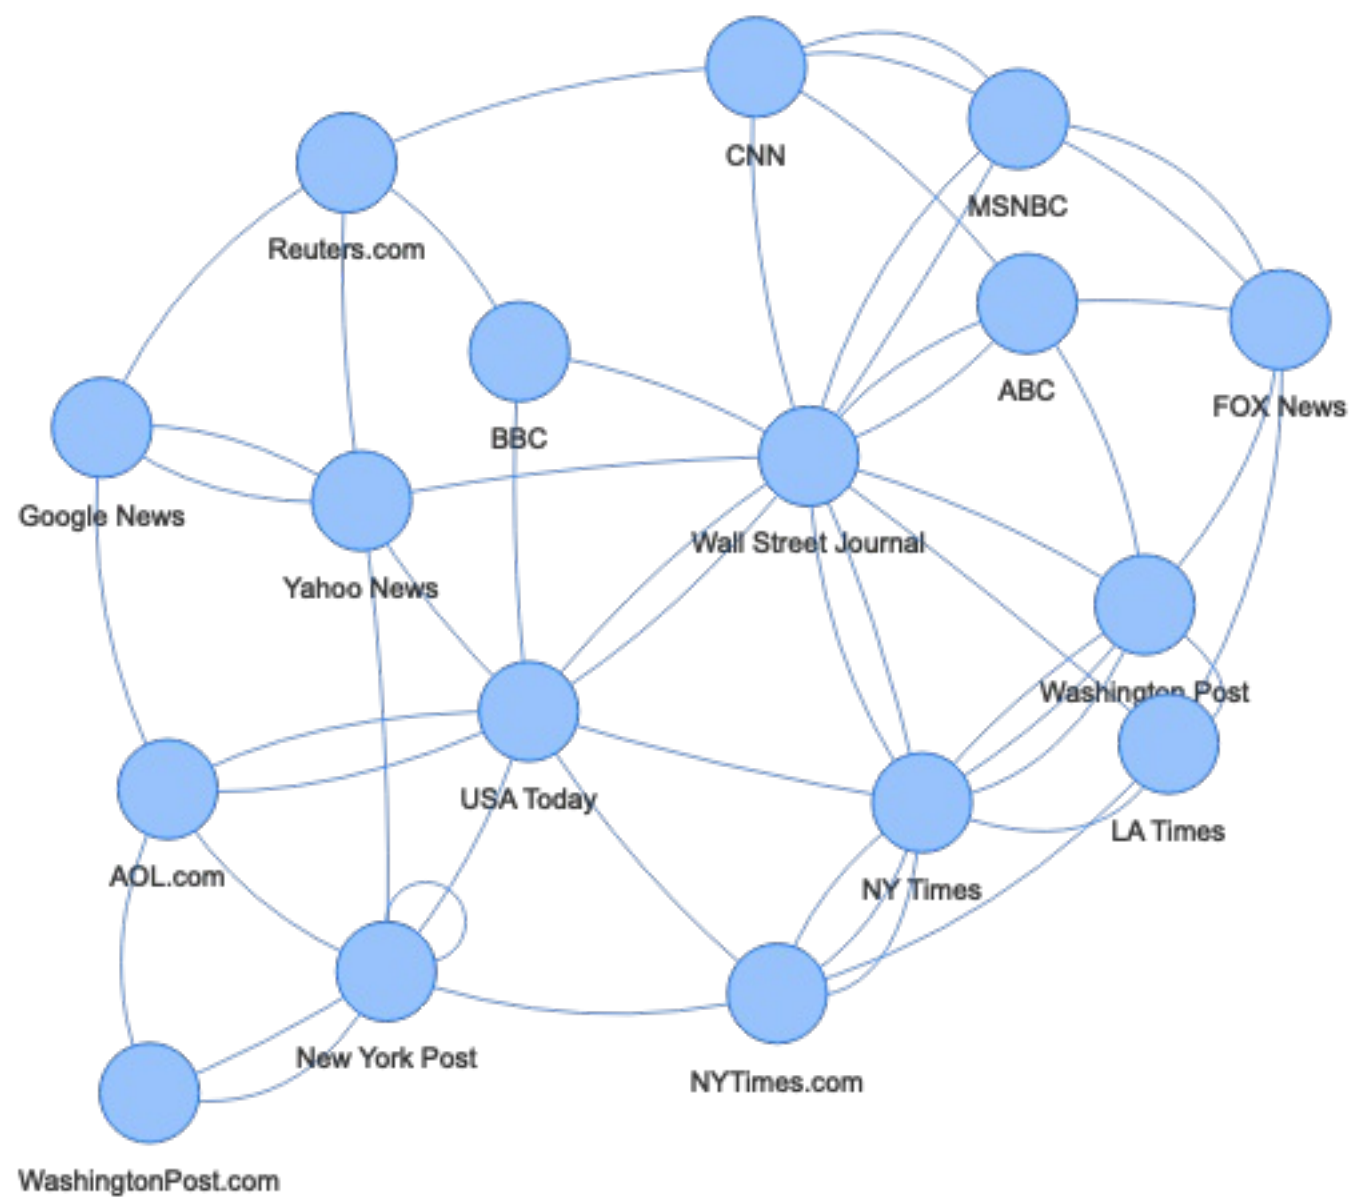 CNN
MSNBC
Reuters.com
ABC
FOX News
BBC
Google News
Wall Street Journal
Yahoo News
Washington Post
USA Today
LA Times
AOL.com
NY Times
New York Post
NYTimes.com
WashingtonPost.com